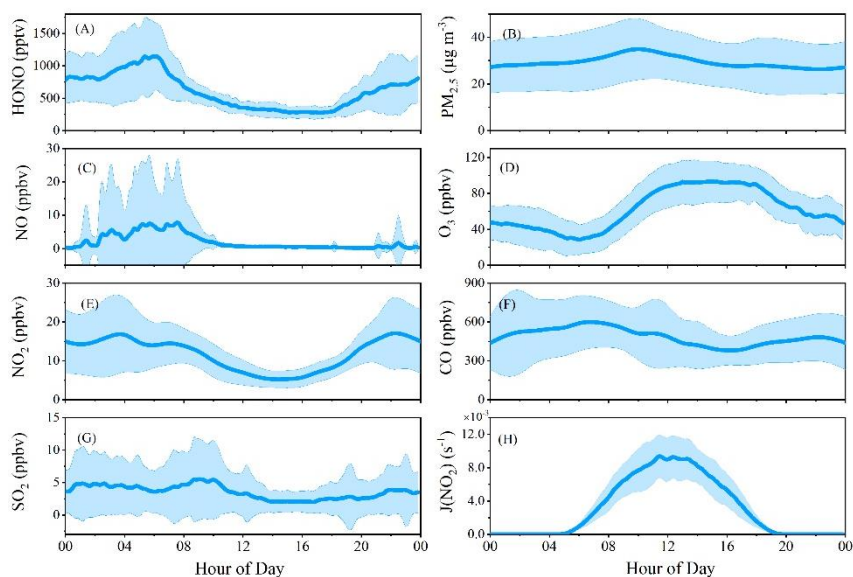 (A)
HONO (pptv)
1500
1000
500
0
(B)
PM2.5 (μg m-3)
60
40
20
0
(C)
NO (ppbv)
30
20
10
0
(D)
O3 (ppbv)
160
120
80
40
0
(E)
NO2 (ppbv)
30
20
10
0
(F)
CO (ppbv)
900
600
300
0
(G)
SO2 (ppbv)
15
10
5
0
00 04 08 12 16 20 00
Hour of Day
(H)
J(NO2) (s-1)
×10-3
12.0
8.0
4.0
0.0
00 04 08 12 16 20 00
Hour of Day